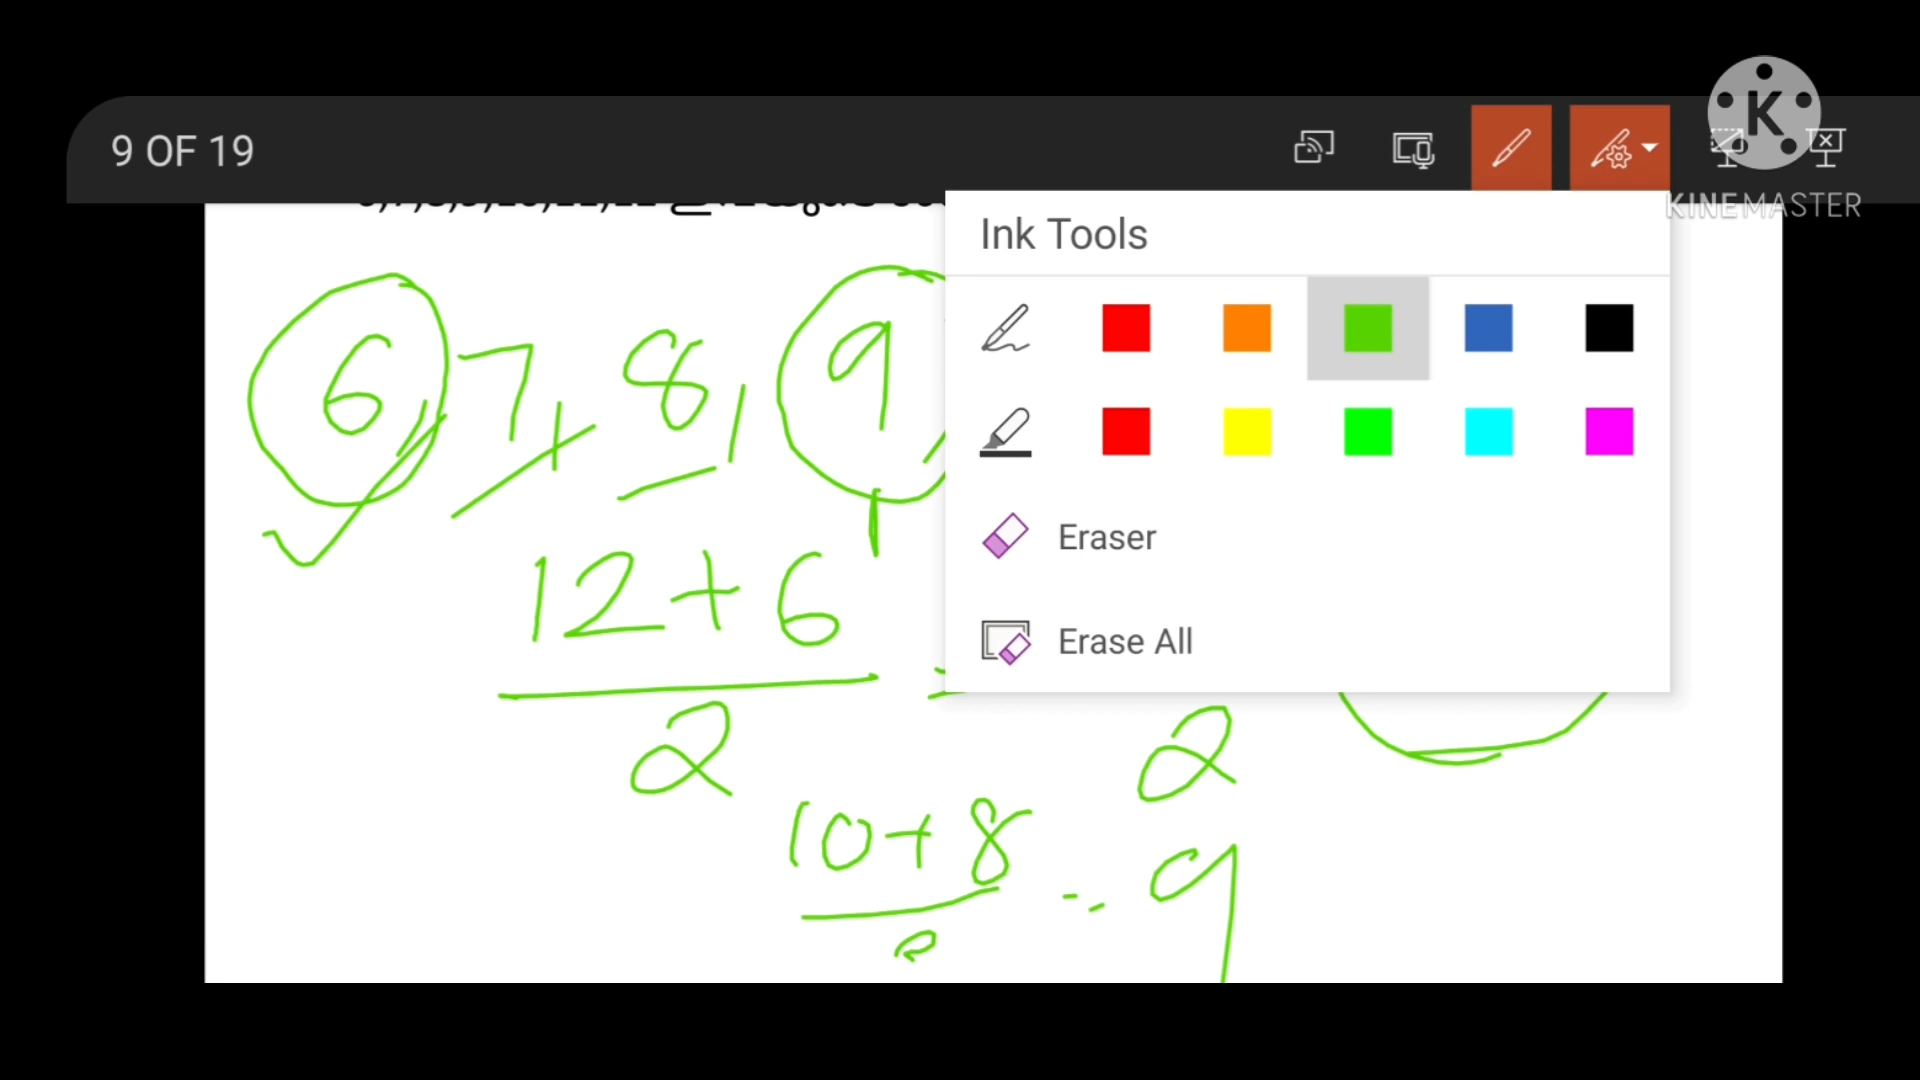 9 OF 19
K
KINEMASTER
Ink Tools
6, 7, 8, 9,
Eraser
12+6
Erase All
2
2
10+8
= 9